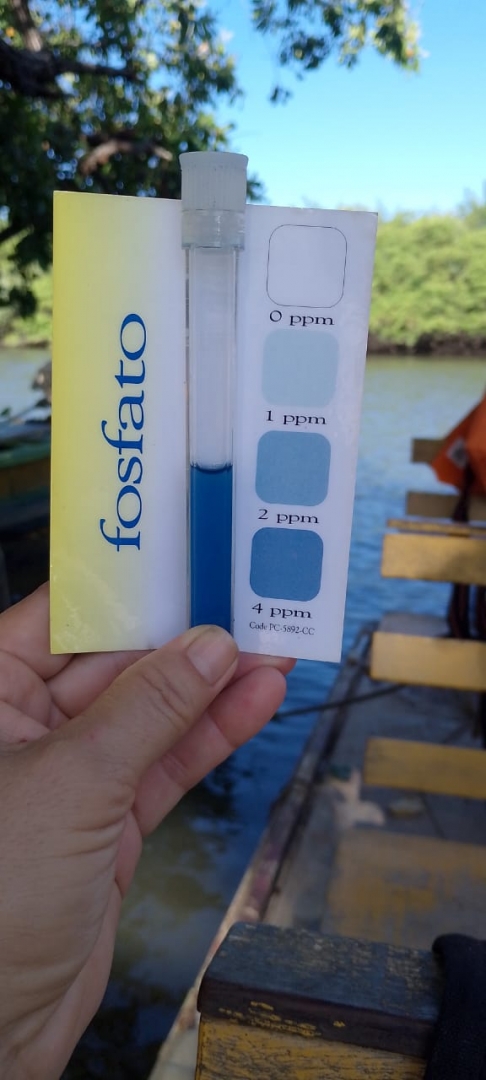 fosfato
0 ppm
1 ppm
2 ppm
4 ppm
Code PC-5892-CC